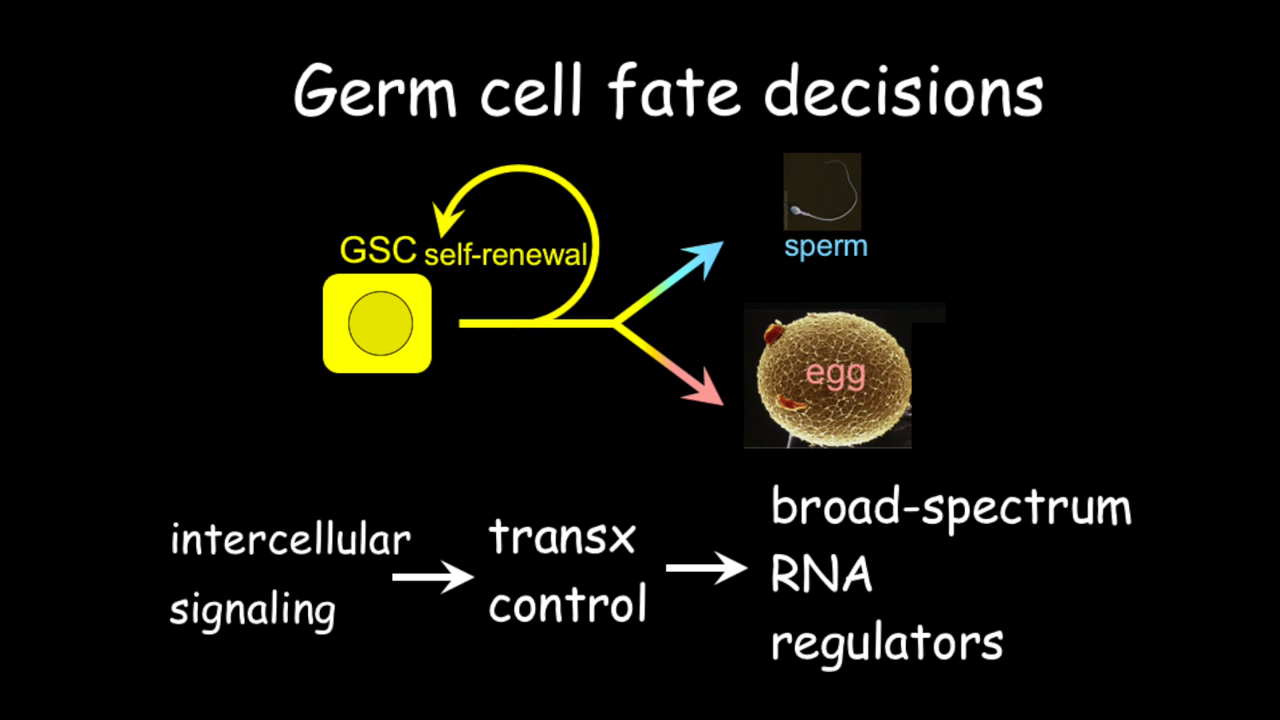 Germ cell fate decisions
sperm
GSC self-renewal
egg
intercellular
signaling
transx
control
broad-spectrum
RNA
regulators